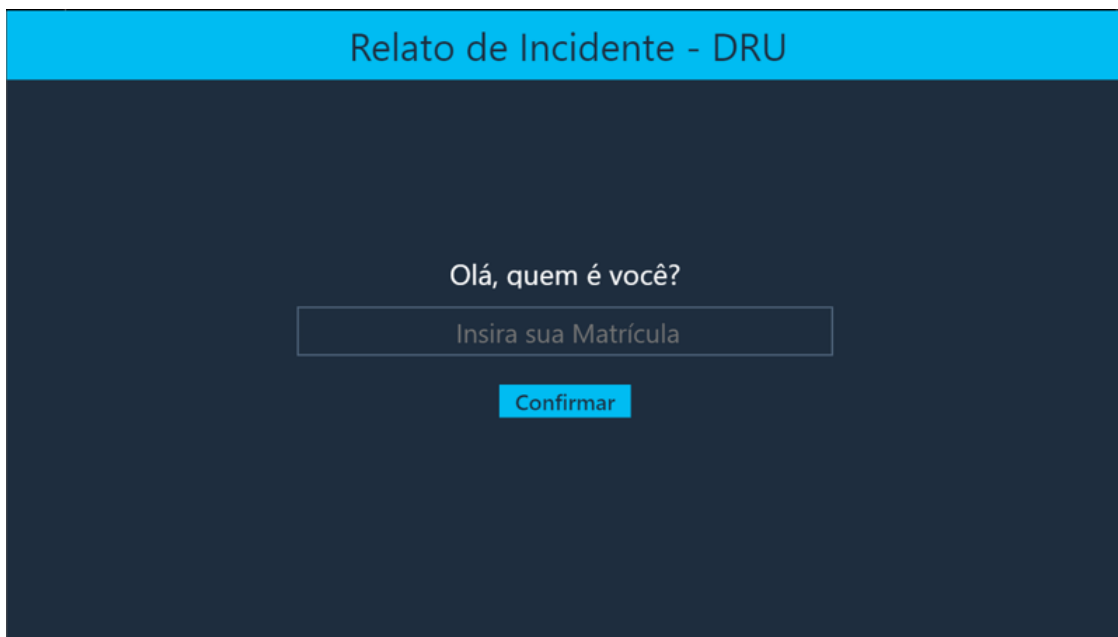 Relato de Incidente - DRU
Olá, quem é você?
Insira sua Matrícula
Confirmar